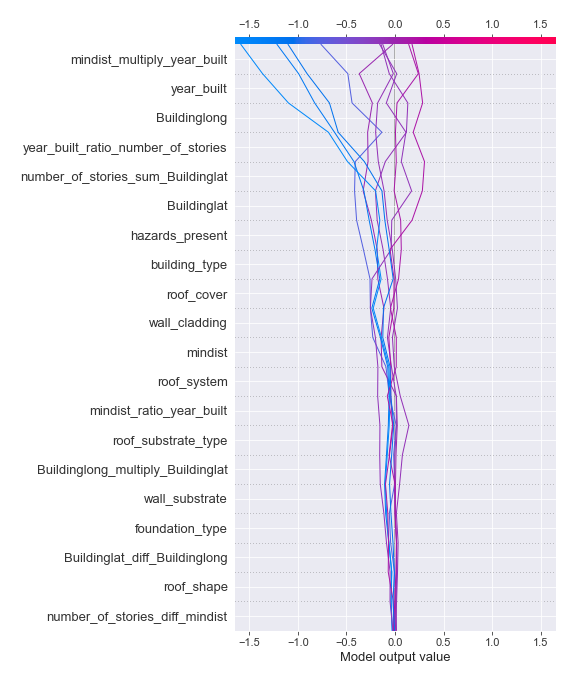 −1.5 −1.0 −0.5 0.0 0.5 1.0 1.5
mindist_multiply_year_built
year_built
Buildinglong
year_built_ratio_number_of_stories
number_of_stories_sum_Buildinglat
Buildinglat
hazards_present
building_type
roof_cover
wall_cladding
mindist
roof_system
mindist_ratio_year_built
roof_substrate_type
Buildinglong_multiply_Buildinglat
wall_substrate
foundation_type
Buildinglat_diff_Buildinglong
roof_shape
number_of_stories_diff_mindist
−1.5 −1.0 −0.5 0.0 0.5 1.0 1.5
Model output value